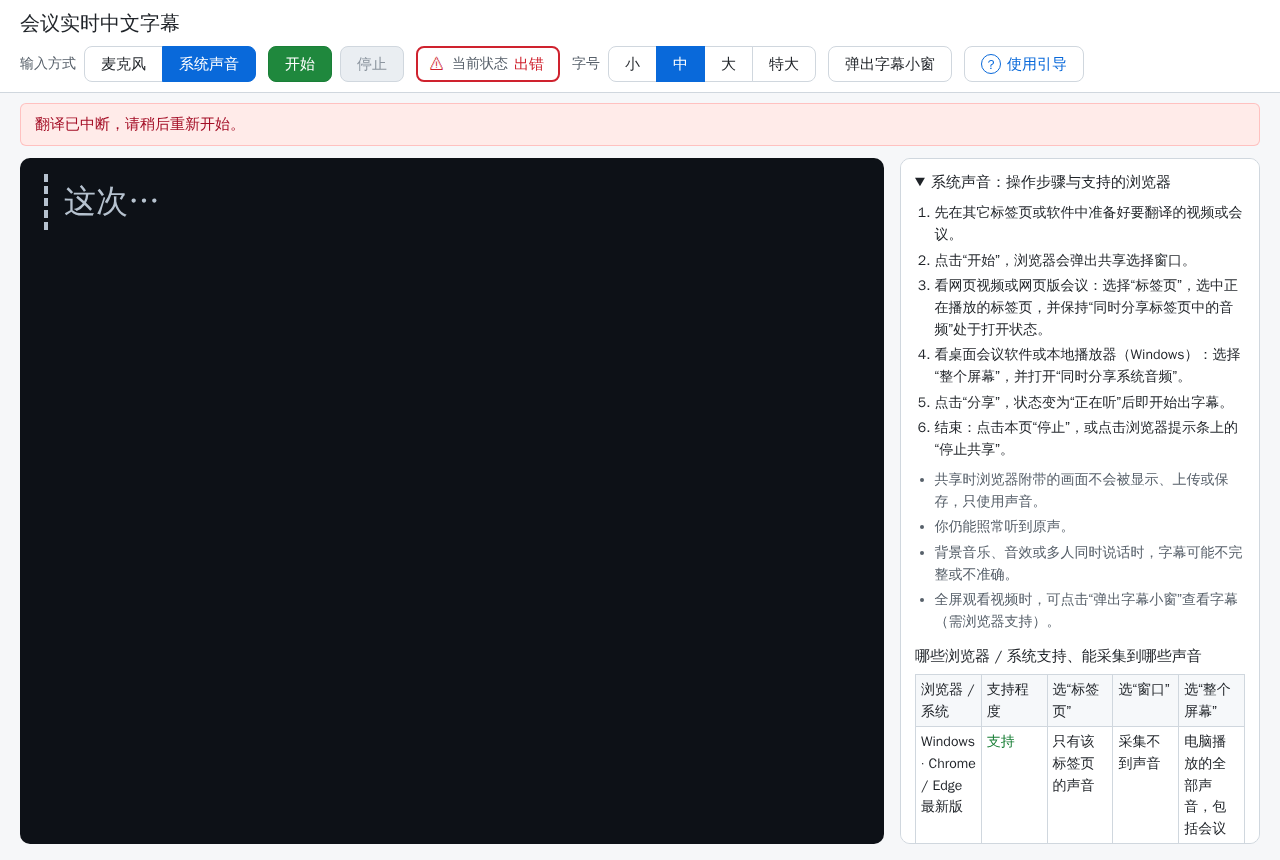 会议实时中文字幕
输入方式 麦克风 系统声音 开始 停止 当前状态 出错 字号 小 中 大 特大 弹出字幕小窗 ? 使用引导
翻译已中断，请稍后重新开始。
这次…
▼ 系统声音：操作步骤与支持的浏览器
1. 先在其它标签页或软件中准备好要翻译的视频或会
议。
2. 点击“开始”，浏览器会弹出共享选择窗口。
3. 看网页视频或网页版会议：选择“标签页”，选中正
在播放的标签页，并保持“同时分享标签页中的音
频”处于打开状态。
4. 看桌面会议软件或本地播放器（Windows）：选择
“整个屏幕”，并打开“同时分享系统音频”。
5. 点击“分享”，状态变为“正在听”后即开始出字幕。
6. 结束：点击本页“停止”，或点击浏览器提示条上的
“停止共享”。
• 共享时浏览器附带的画面不会被显示、上传或保
存，只使用声音。
• 你仍能照常听到原声。
• 背景音乐、音效或多人同时说话时，字幕可能不完
整或不准确。
• 全屏观看视频时，可点击“弹出字幕小窗”查看字幕
（需浏览器支持）。
哪些浏览器 / 系统支持、能采集到哪些声音
浏览器 / 系统 支持程度 选“标签页” 选“窗口” 选“整个屏幕”
Windows · Chrome / Edge 最新版 支持 只有该标签页的声音 采集不到声音 电脑播放的全部声音，包括会议